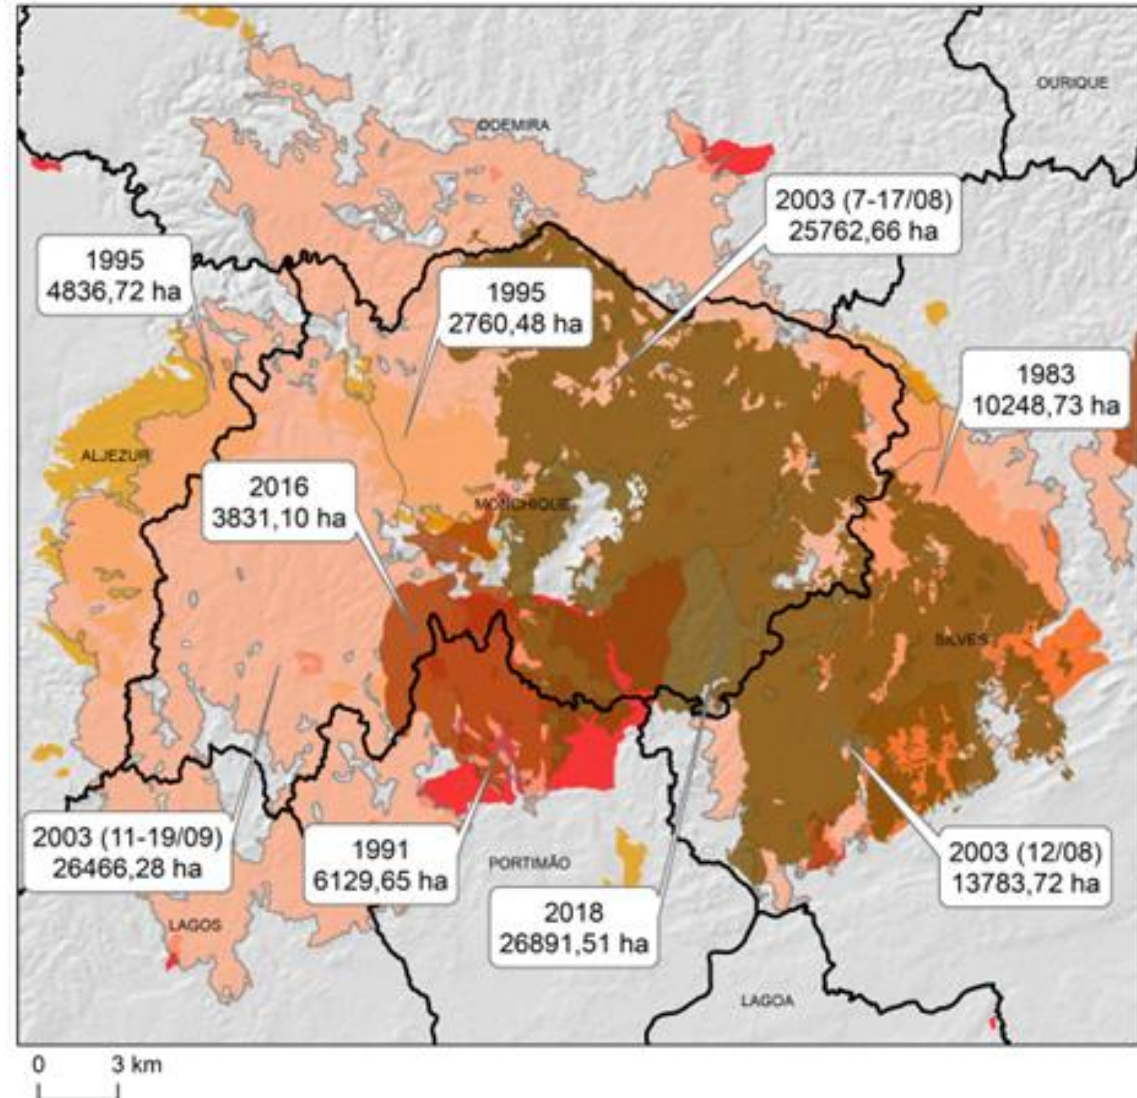 OURIQUE
ODEMIRA
2003 (7-17/08)
25762,66 ha
1995
4836,72 ha
1995
2760,48 ha
1983
10248,73 ha
ALJEZUR
2016
3831,10 ha
MONCHIQUE
SILVES
2003 (11-19/09)
26466,28 ha
1991
6129,65 ha
PORTIMÃO
2003 (12/08)
13783,72 ha
2018
26891,51 ha
LAGOS
LAGOA
0 3 km